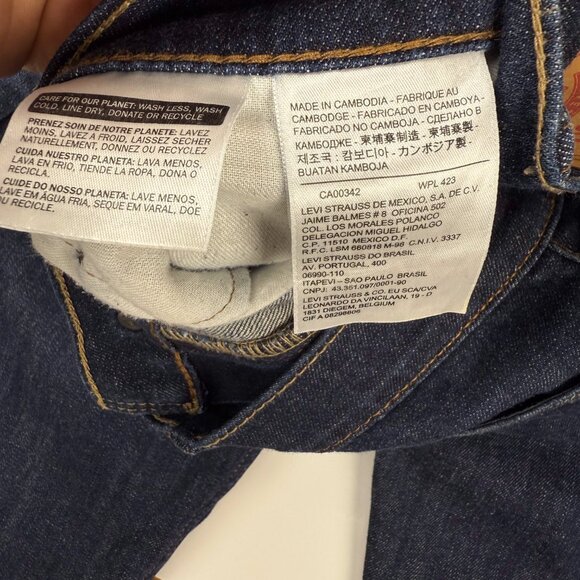 CARE FOR OUR PLANET: WASH LESS, WASH
COLD, LINE DRY, DONATE OR RECYCLE
PRENEZ SOIN DE NOTRE PLANETE: LAVEZ
MOINS, LAVEZ A FROID, LAISSEZ SECHER
NATURELLEMENT, DONNEZ OU RECYCLEZ
CUIDA NUESTRO PLANETA: LAVA MENOS,
LAVA EN FRÍO, TIENDE LA ROPA, DONA O
RECICLA.
CUIDE DO NOSSO PLANETA: LAVE MENOS,
LAVE EM ÁGUA FRIA, SEQUE EM VARAL, DOE
OU RECICLE.
MADE IN CAMBODIA - FABRIQUE AU
CAMBODGE - FABRICADO EN CAMBOYA -
FABRICADO NO CAMBOJA - СДЕЛАНО В
КАМБОДЖЕ - 柬埔寨制造 - 柬埔寨製 -
제조국 : 캄보디아 - カンボジア製 -
BUATAN KAMBOJA
CA00342 WPL 423
LEVI STRAUSS DE MEXICO, S.A. DE C.V.
JAIME BALMES # 8 OFICINA 502
COL. LOS MORALES POLANCO
DELEGACION MIGUEL HIDALGO
C.P. 11510 MEXICO D.F.
R.F.C. LSM 660818 M-96 C.N.I.V. 3337
LEVI STRAUSS DO BRASIL
AV. PORTUGAL, 400
06990-110
ITAPEVI - SAO PAULO BRASIL
CNPJ: 43.351.097/0001-90
LEVI STRAUSS & CO. EU SCA/CVA
LEONARDO DA VINCILAAN, 19 - D
1831 DIEGEM, BELGIUM
CIF A 08298606